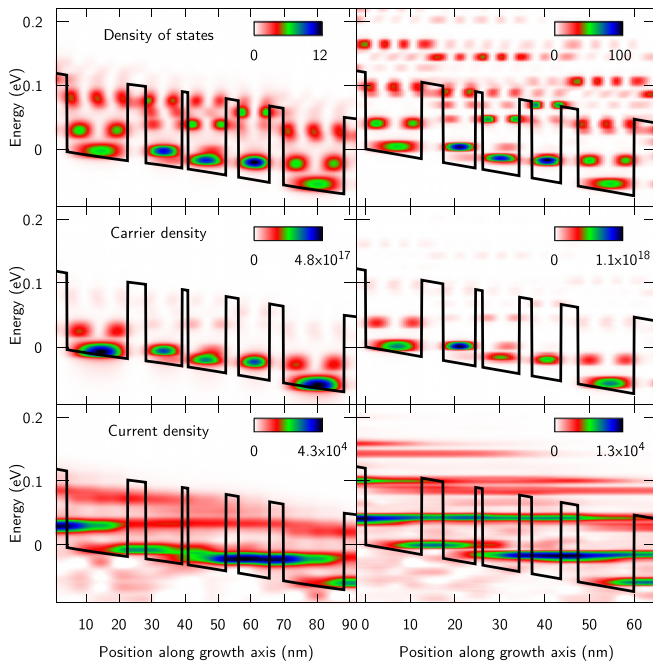 0.2
Density of states
0 12
0 100
0.1
0
Energy (eV)
0.2
Carrier density
0 4.8x10^17
0 1.1x10^18
0.1
0
Energy (eV)
0.2
Current density
0 4.3x10^4
0 1.3x10^4
0.1
0
Energy (eV)
10 20 30 40 50 60 70 80 90 0 10 20 30 40 50 60
Position along growth axis (nm) Position along growth axis (nm)